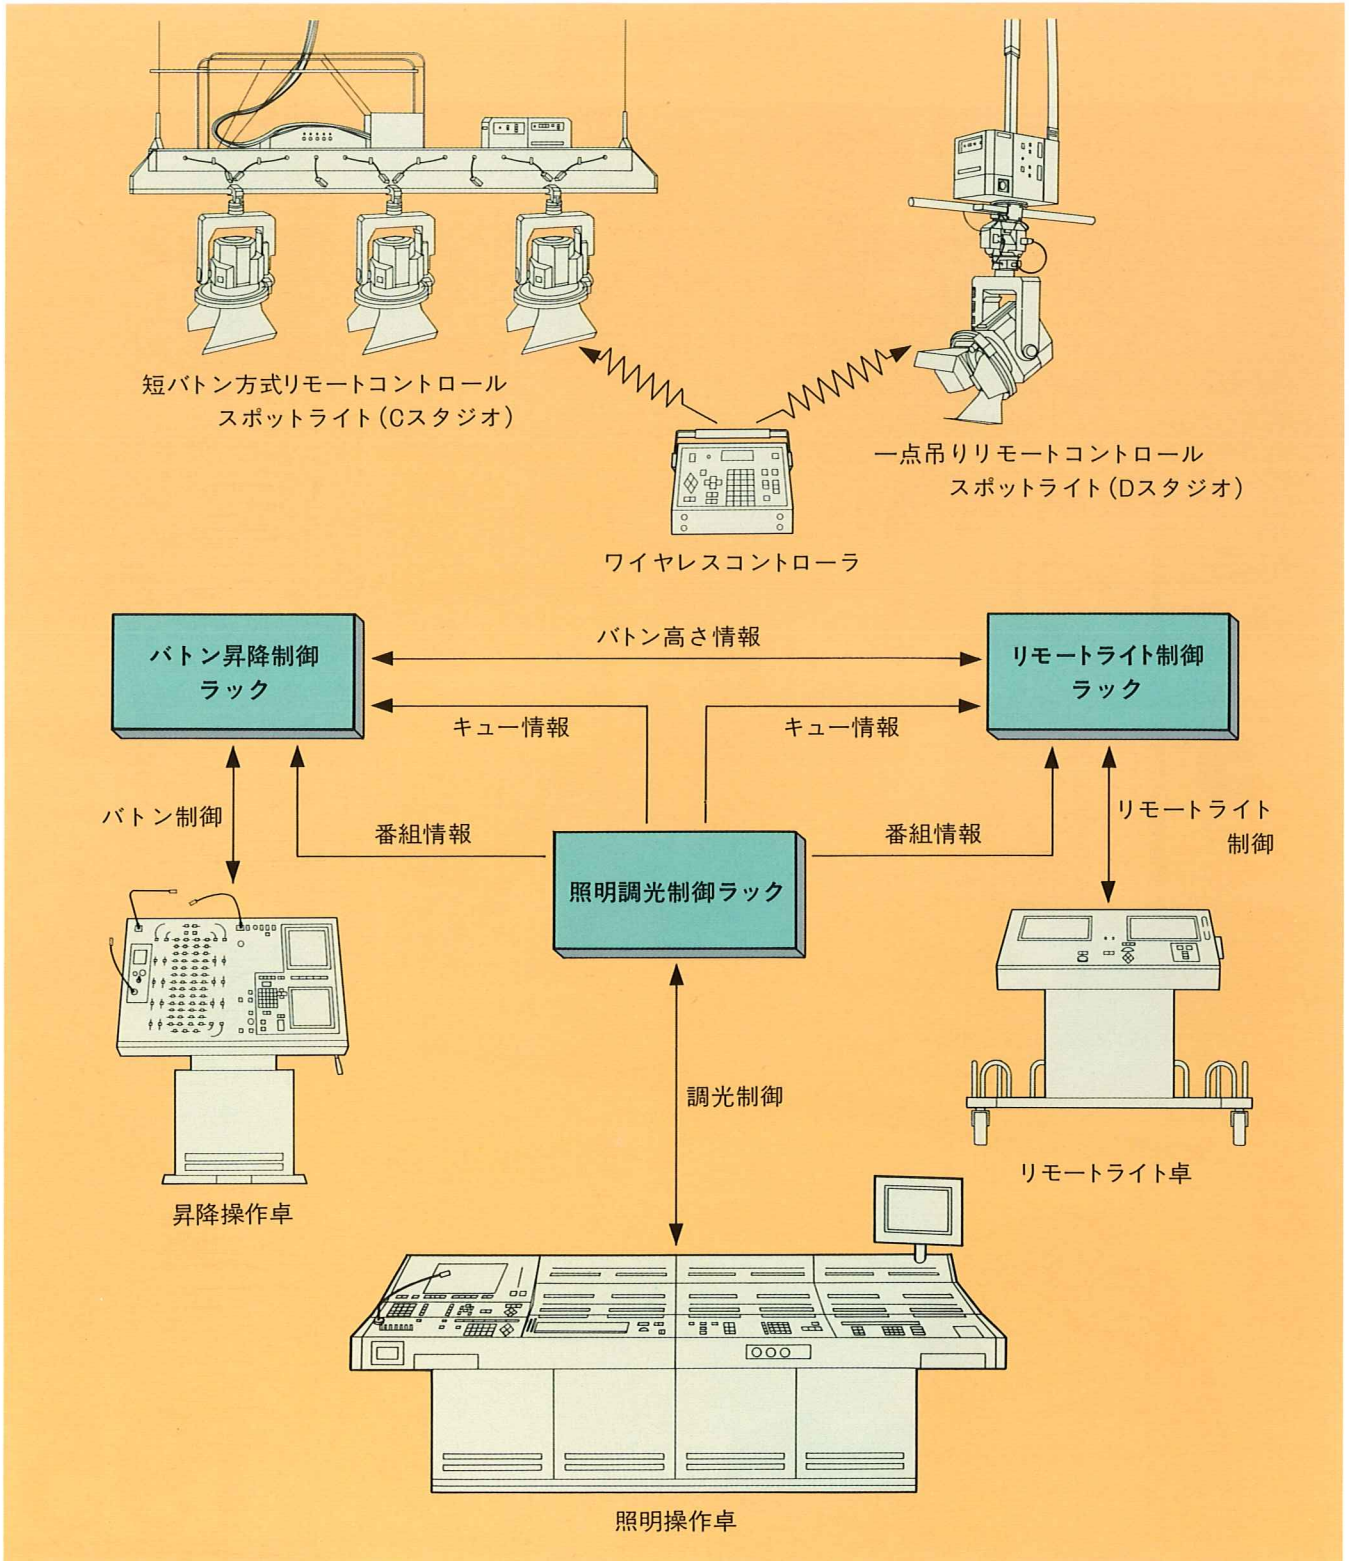 短バトン方式リモートコントロール
スポットライト(Cスタジオ)
一点吊りリモートコントロール
スポットライト(Dスタジオ)
ワイヤレスコントローラ
バトン昇降制御
ラック
バトン高さ情報
リモートライト制御
ラック
キュー情報
キュー情報
バトン制御
番組情報
番組情報
リモートライト
制御
照明調光制御ラック
調光制御
リモートライト卓
昇降操作卓
照明操作卓